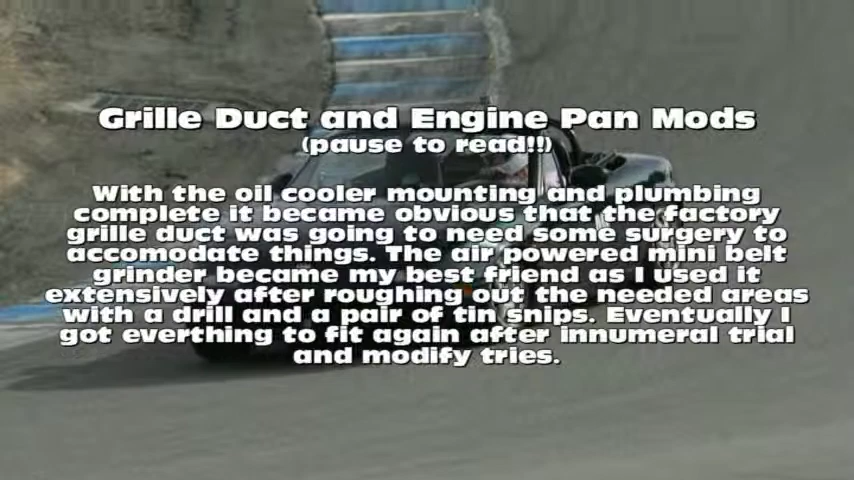 Grille Duct and Engine Pan Mods
(pause to read!!)
With the oil cooler mounting and plumbing
complete it became obvious that the factory
grille duct was going to need some surgery to
accomodate things. The air powered mini belt
grinder became my best friend as I used it
extensively after roughing out the needed areas
with a drill and a pair of tin snips. Eventually I
got everthing to fit again after innumeral trial
and modify tries.